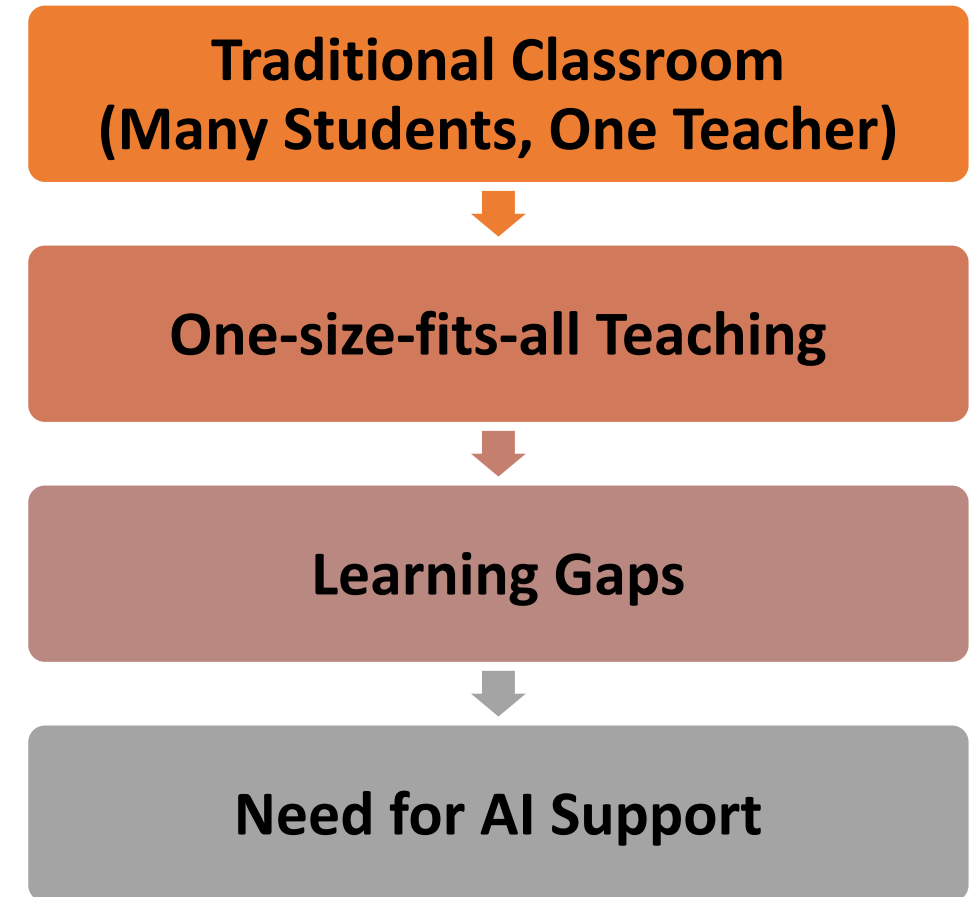 Traditional Classroom
(Many Students, One Teacher)
One-size-fits-all Teaching
Learning Gaps
Need for AI Support